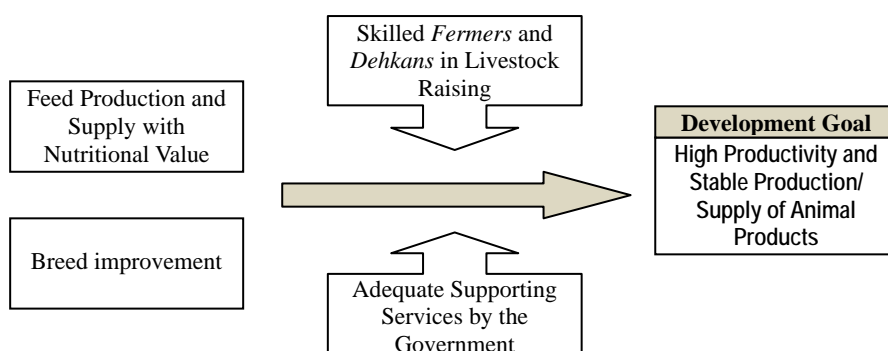 Skilled Fermers and
Dehkans in Livestock
Raising
Feed Production and
Supply with
Nutritional Value
Development Goal
High Productivity and
Stable Production/
Supply of Animal
Products
Breed improvement
Adequate Supporting
Services by the
Government